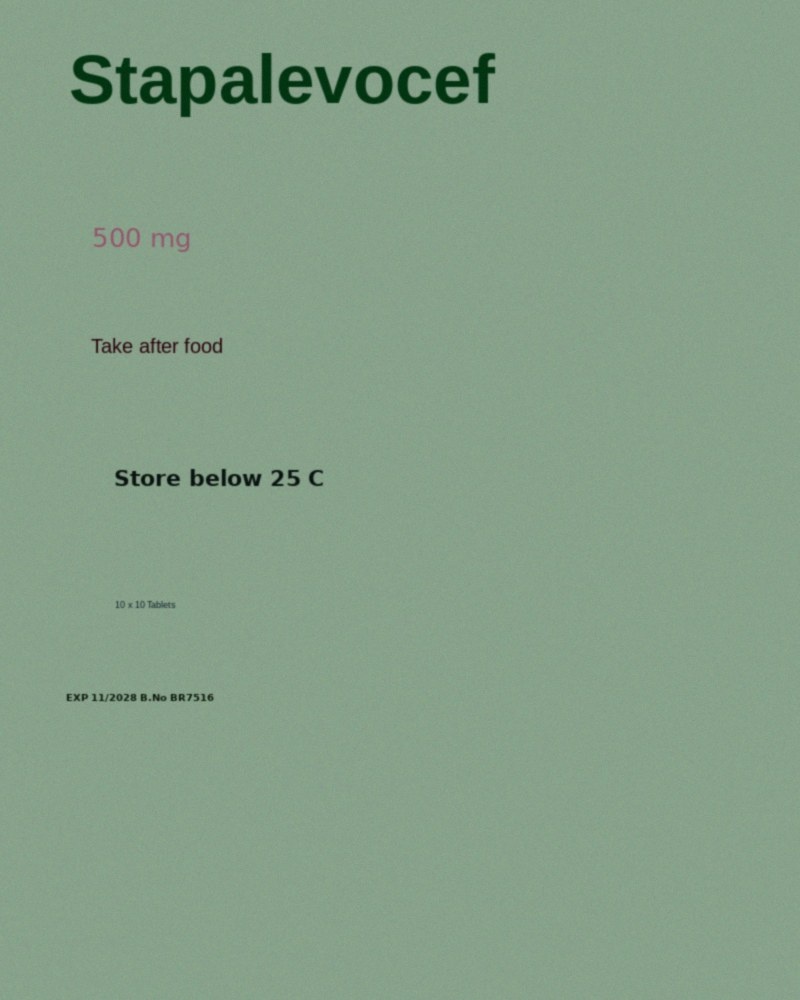 Stapalevocef
500 mg
Take after food
Store below 25 C
10 x 10 Tablets
EXP 11/2028 B.No BR7516